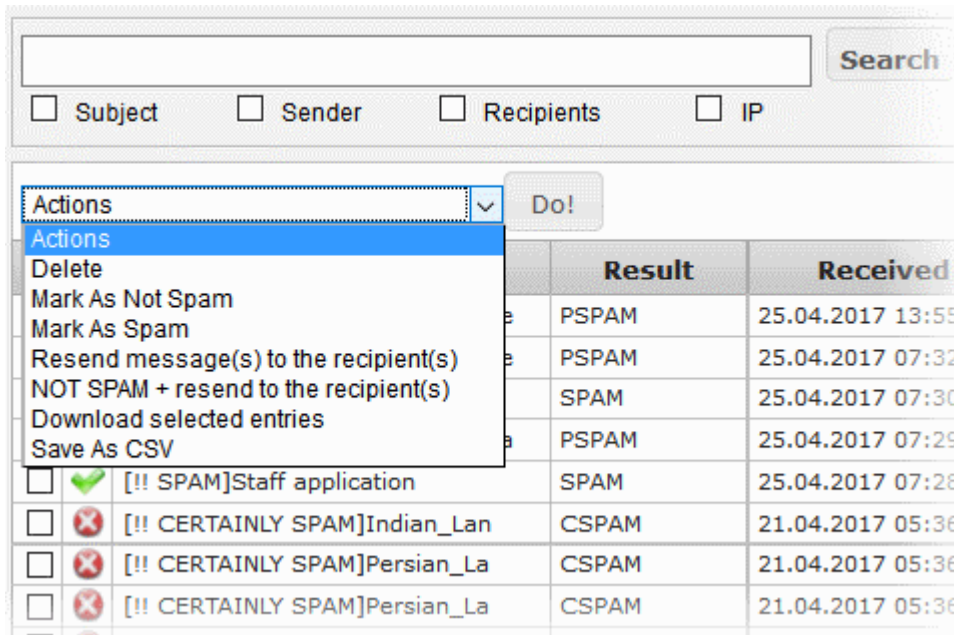 Search
Subject Sender Recipients IP
Actions Do!
Actions
Delete
Mark As Not Spam
Mark As Spam
Resend message(s) to the recipient(s)
NOT SPAM + resend to the recipient(s)
Download selected entries
Save As CSV
Result Received
e PSPAM 25.04.2017 13:55
e PSPAM 25.04.2017 07:32
SPAM 25.04.2017 07:30
a PSPAM 25.04.2017 07:29
[!! SPAM]Staff application SPAM 25.04.2017 07:28
[!! CERTAINLY SPAM]Indian_Lan CSPAM 21.04.2017 05:36
[!! CERTAINLY SPAM]Persian_La CSPAM 21.04.2017 05:36
[!! CERTAINLY SPAM]Persian_La CSPAM 21.04.2017 05:36